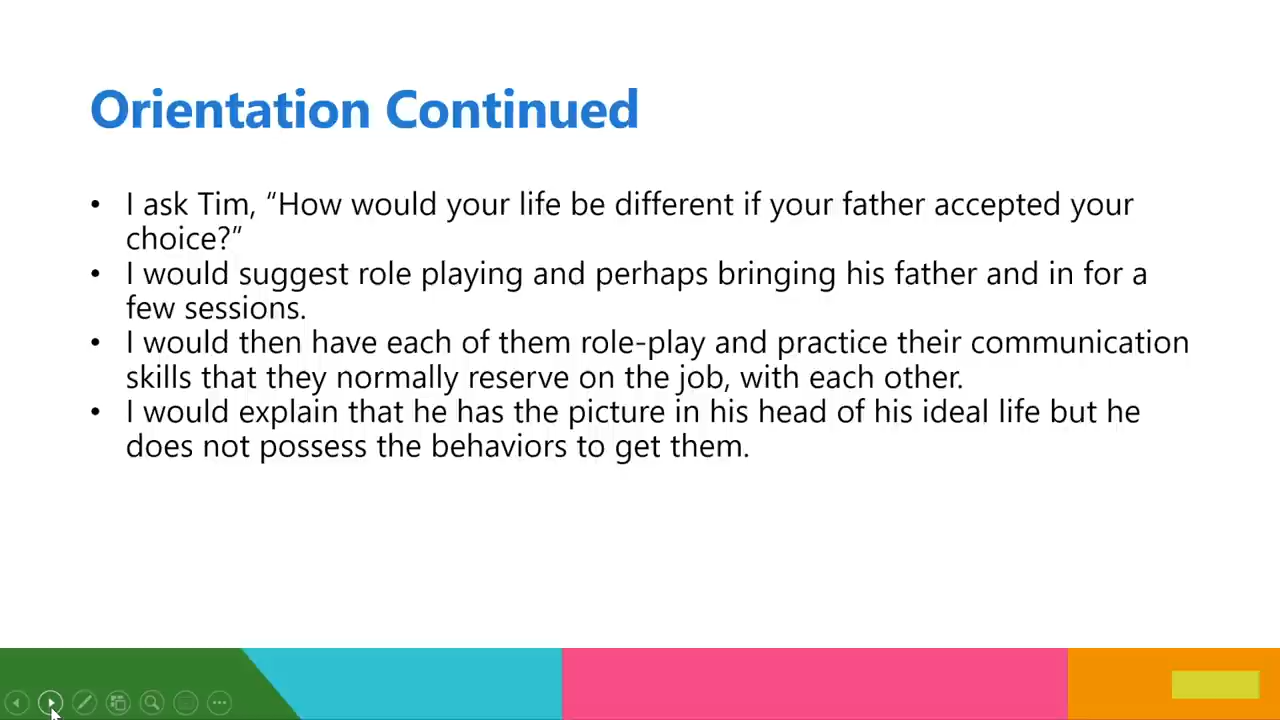 Orientation Continued
• I ask Tim, “How would your life be different if your father accepted your
choice?”
• I would suggest role playing and perhaps bringing his father and in for a
few sessions.
• I would then have each of them role-play and practice their communication
skills that they normally reserve on the job, with each other.
• I would explain that he has the picture in his head of his ideal life but he
does not possess the behaviors to get them.